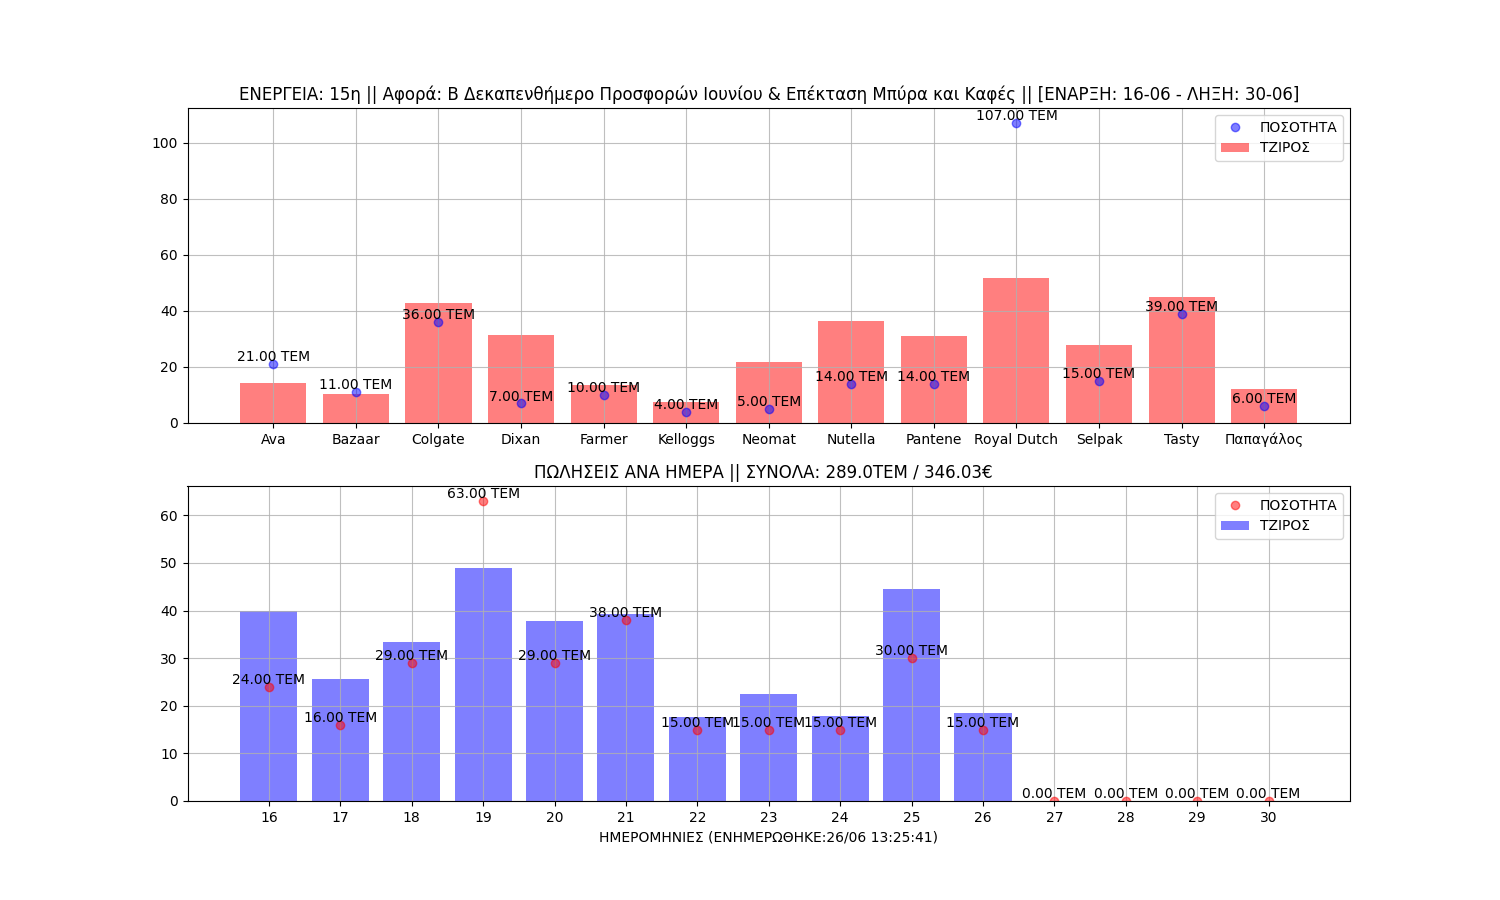 ΕΝΕΡΓΕΙΑ: 15η || Αφορά: Β Δεκαπενθήμερο Προσφορών Ιουνίου & Επέκταση Μπύρα και Καφές || [ΕΝΑΡΞΗ: 16-06 - ΛΗΞΗ: 30-06]
ΠΟΣΟΤΗΤΑ
ΤΖΙΡΟΣ
100
80
60
40
20
0
21.00 TEM
11.00 TEM
36.00 TEM
7.00 TEM
10.00 TEM
4.00 TEM
5.00 TEM
14.00 TEM
14.00 TEM
107.00 TEM
15.00 TEM
39.00 TEM
6.00 TEM
Ava Bazaar Colgate Dixan Farmer Kelloggs Neomat Nutella Pantene Royal Dutch Selpak Tasty Παπαγάλος
ΠΩΛΗΣΕΙΣ ΑΝΑ ΗΜΕΡΑ || ΣΥΝΟΛΑ: 289.0ΤΕΜ / 346.03€
ΠΟΣΟΤΗΤΑ
ΤΖΙΡΟΣ
60
50
40
30
20
10
0
24.00 TEM
16.00 TEM
29.00 TEM
63.00 TEM
29.00 TEM
38.00 TEM
15.00 TEM
15.00 TEM
15.00 TEM
30.00 TEM
15.00 TEM
0.00 TEM
0.00 TEM
0.00 TEM
0.00 TEM
16 17 18 19 20 21 22 23 24 25 26 27 28 29 30
ΗΜΕΡΟΜΗΝΙΕΣ (ΕΝΗΜΕΡΩΘΗΚΕ:26/06 13:25:41)